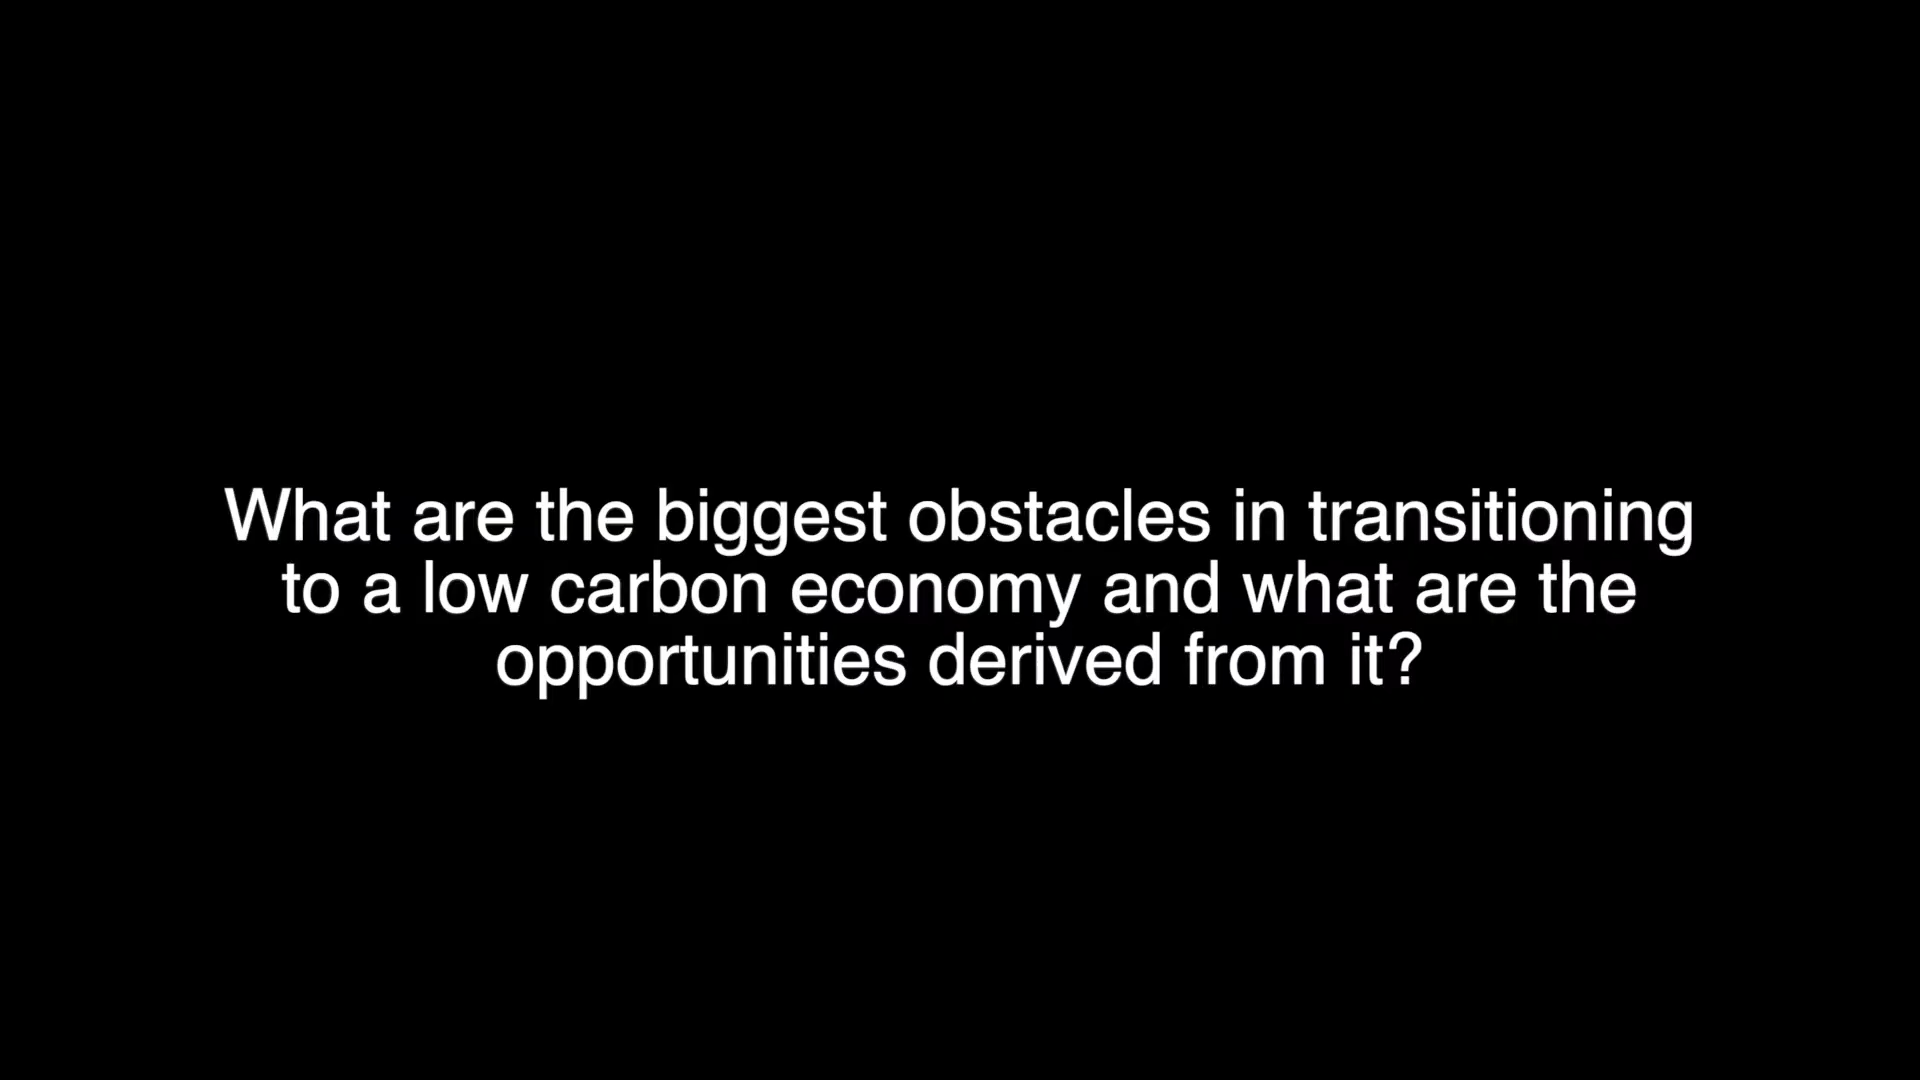 What are the biggest obstacles in transitioning
to a low carbon economy and what are the
opportunities derived from it?